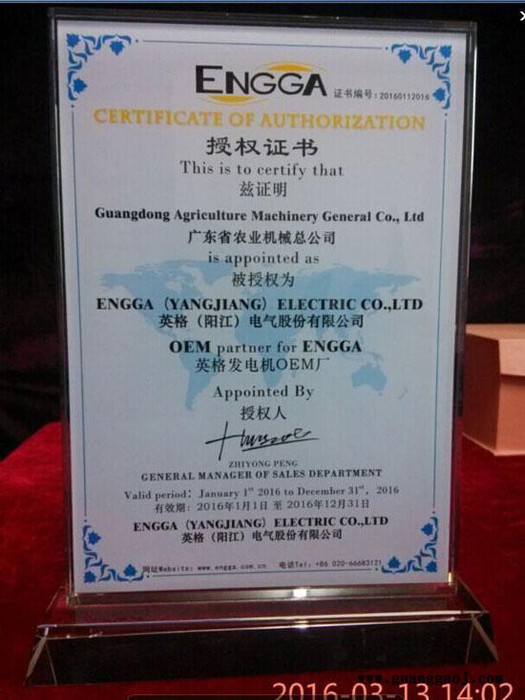 ENGGA 证书编号:20160112016
CERTIFICATE OF AUTHORIZATION
授权证书
This is to certify that
兹证明
Guangdong Agriculture Machinery General Co., Ltd
广东省农业机械总公司
is appointed as
被授权为
ENGGA（YANGJIANG）ELECTRIC CO.,LTD
英格（阳江）电气股份有限公司
OEM partner for ENGGA
英格发电机OEM厂
Appointed By
授权人
ZHIYONG PENG
GENERAL MANAGER OF SALES DEPARTMENT
Valid period: January 1st 2016 to December 31st, 2016
有效期: 2016年1月1日 至 2016年12月31日
ENGGA (YANGJIANG) ELECTRIC CO.,LTD
英格（阳江）电气股份有限公司
网址Website: www.engga.com.cn 电话Tel: +86 020-66683121
2016-03-13 14:02